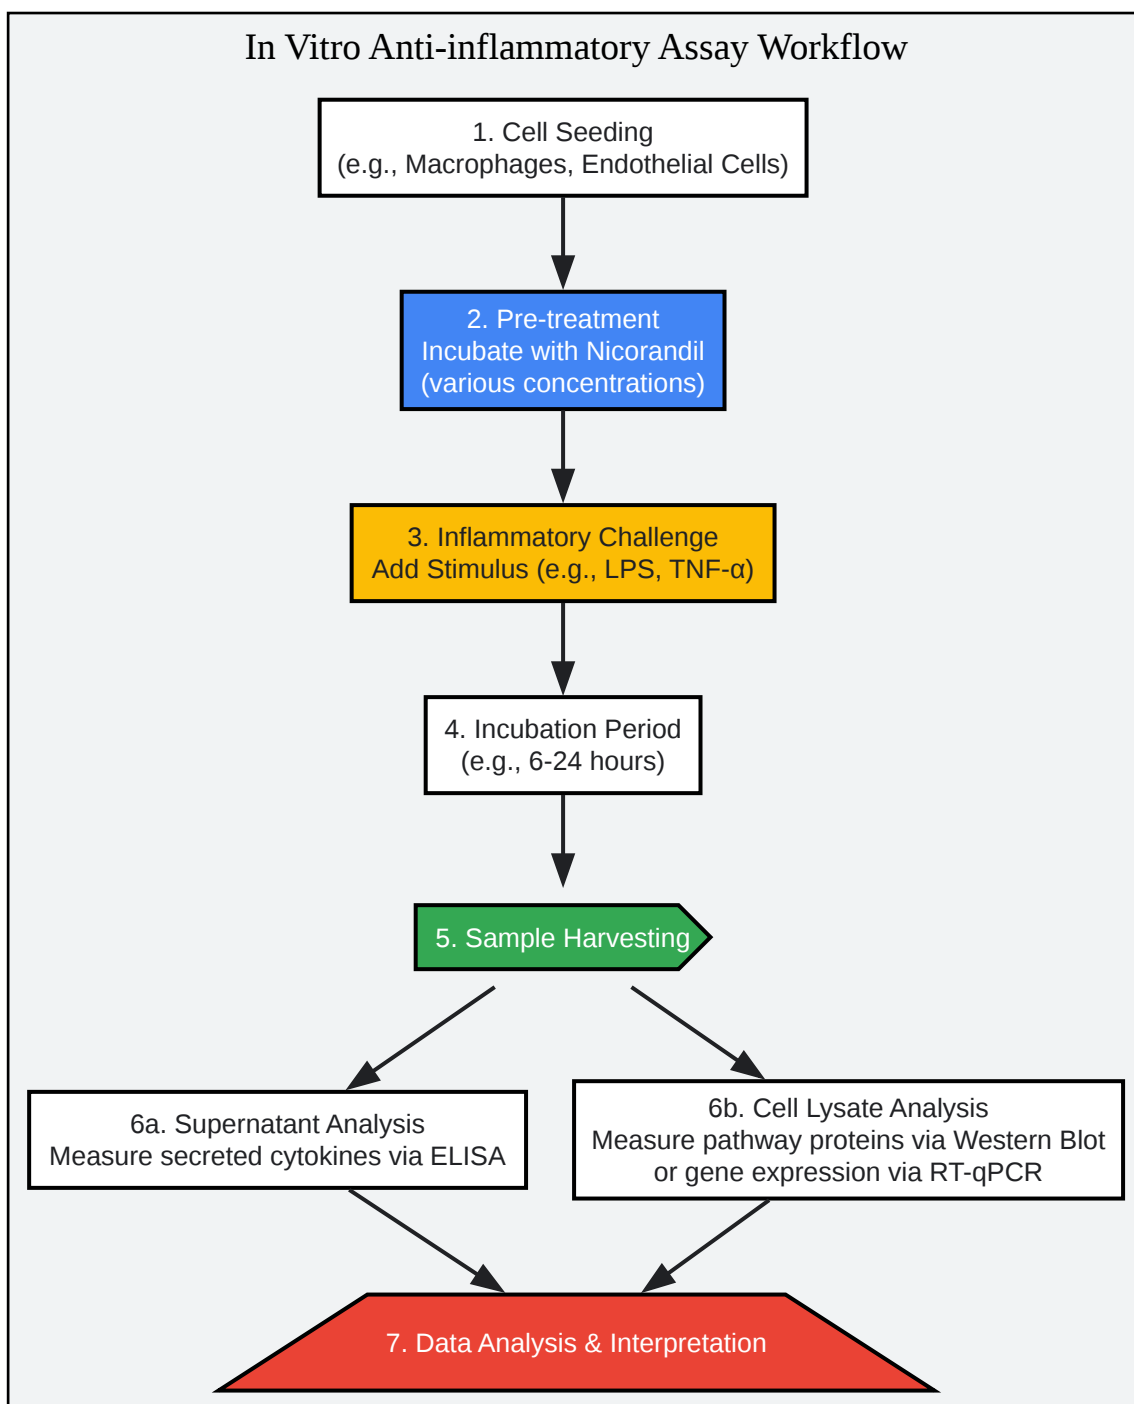 In Vitro Anti-inflammatory Assay Workflow
1. Cell Seeding
(e.g., Macrophages, Endothelial Cells)
2. Pre-treatment
Incubate with Nicorandil
(various concentrations)
3. Inflammatory Challenge
Add Stimulus (e.g., LPS, TNF-α)
4. Incubation Period
(e.g., 6-24 hours)
5. Sample Harvesting
6a. Supernatant Analysis
Measure secreted cytokines via ELISA
6b. Cell Lysate Analysis
Measure pathway proteins via Western Blot
or gene expression via RT-qPCR
7. Data Analysis & Interpretation